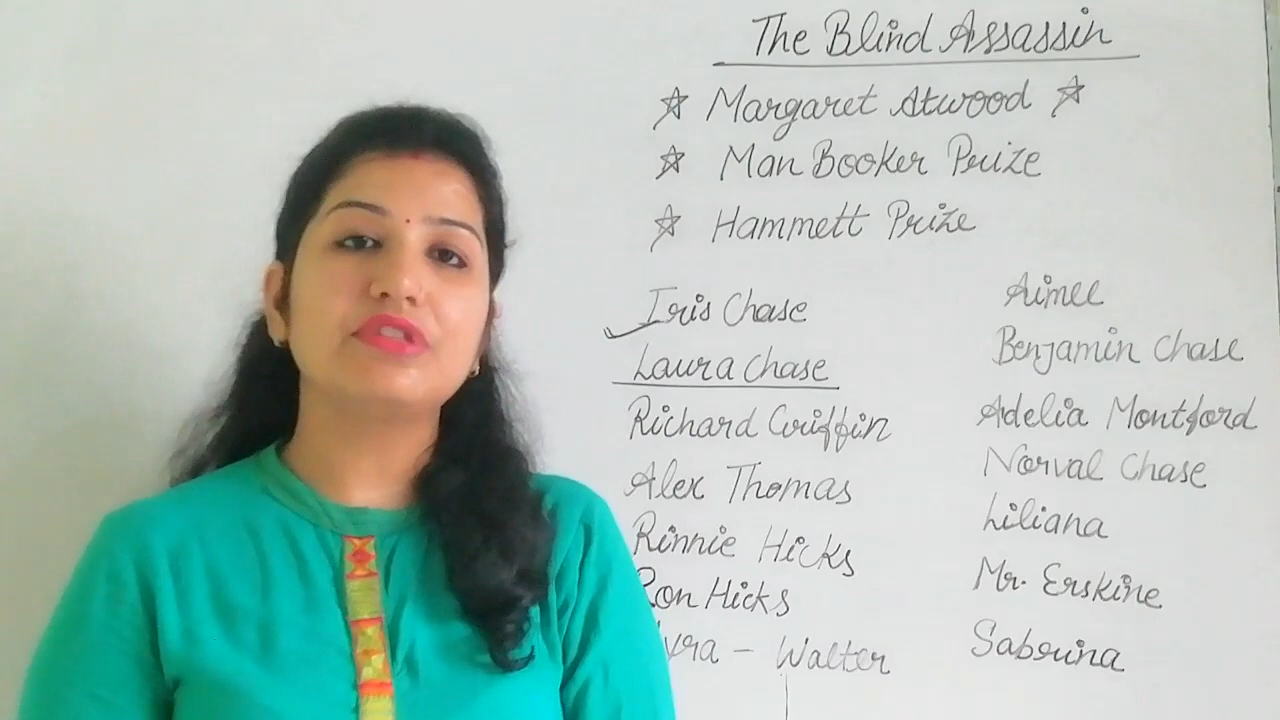 The Blind Assassin
☆ Margaret Atwood ☆
☆ Man Booker Prize
☆ Hammett Prize
Iris Chase
Laura Chase
Richard Griffin
Alex Thomas
Rinnie Hicks
Ron Hicks
– Walter
Aimee
Benjamin Chase
Adelia Montford
Norval Chase
Liliana
Mr. Erskine
Sabrina